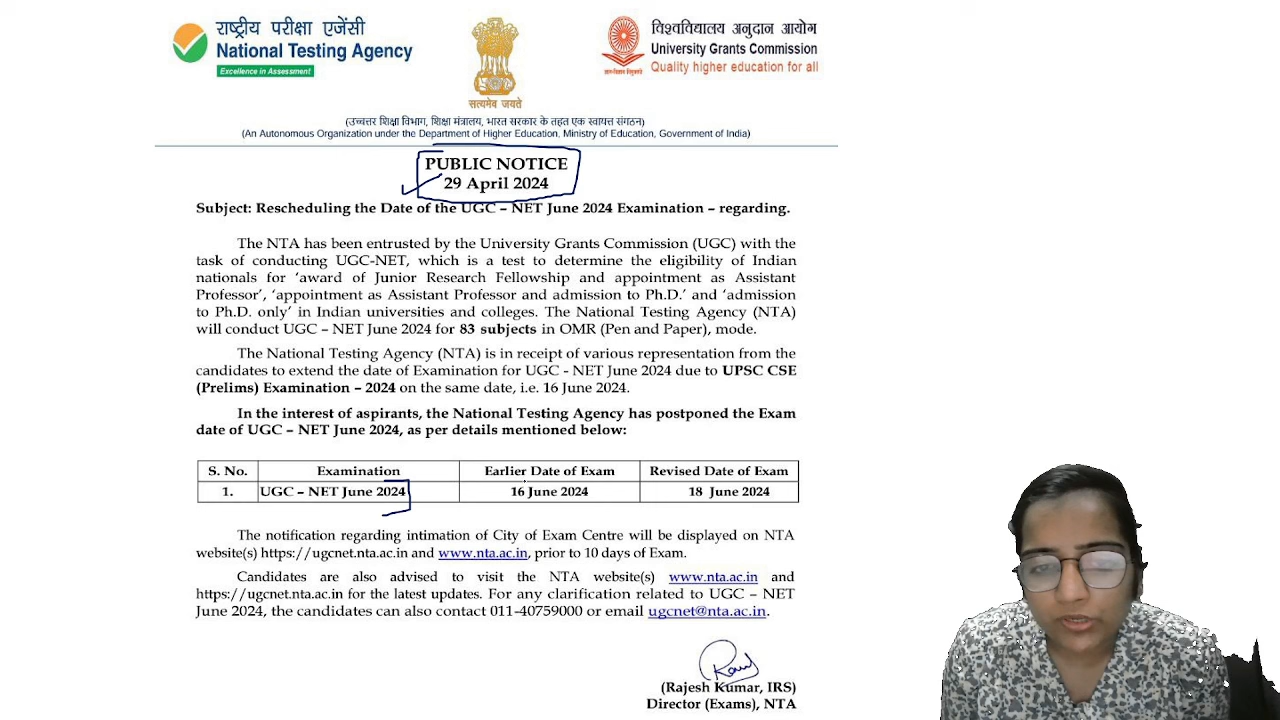 राष्ट्रीय परीक्षा एजेंसी
National Testing Agency
Excellence in Assessment
सत्यमेव जयते
विश्वविद्यालय अनुदान आयोग
University Grants Commission
Quality higher education for all
ज्ञान-विज्ञान विमुक्तये
(उच्चत्तर शिक्षा विभाग, शिक्षा मंत्रालय, भारत सरकार के तहत एक स्वायत्त संगठन)
(An Autonomous Organization under the Department of Higher Education, Ministry of Education, Government of India)
PUBLIC NOTICE
29 April 2024
Subject: Rescheduling the Date of the UGC – NET June 2024 Examination – regarding.
The NTA has been entrusted by the University Grants Commission (UGC) with the
task of conducting UGC-NET, which is a test to determine the eligibility of Indian
nationals for ‘award of Junior Research Fellowship and appointment as Assistant
Professor’, ‘appointment as Assistant Professor and admission to Ph.D.’ and ‘admission
to Ph.D. only’ in Indian universities and colleges. The National Testing Agency (NTA)
will conduct UGC – NET June 2024 for 83 subjects in OMR (Pen and Paper), mode.
The National Testing Agency (NTA) is in receipt of various representation from the
candidates to extend the date of Examination for UGC - NET June 2024 due to UPSC CSE
(Prelims) Examination – 2024 on the same date, i.e. 16 June 2024.
In the interest of aspirants, the National Testing Agency has postponed the Exam
date of UGC – NET June 2024, as per details mentioned below:
S. No. Examination Earlier Date of Exam Revised Date of Exam
1. UGC – NET June 2024 16 June 2024 18 June 2024
The notification regarding intimation of City of Exam Centre will be displayed on NTA
website(s) https://ugcnet.nta.ac.in and www.nta.ac.in, prior to 10 days of Exam.
Candidates are also advised to visit the NTA website(s) www.nta.ac.in and
https://ugcnet.nta.ac.in for the latest updates. For any clarification related to UGC – NET
June 2024, the candidates can also contact 011-40759000 or email ugcnet@nta.ac.in.
(Rajesh Kumar, IRS)
Director (Exams), NTA